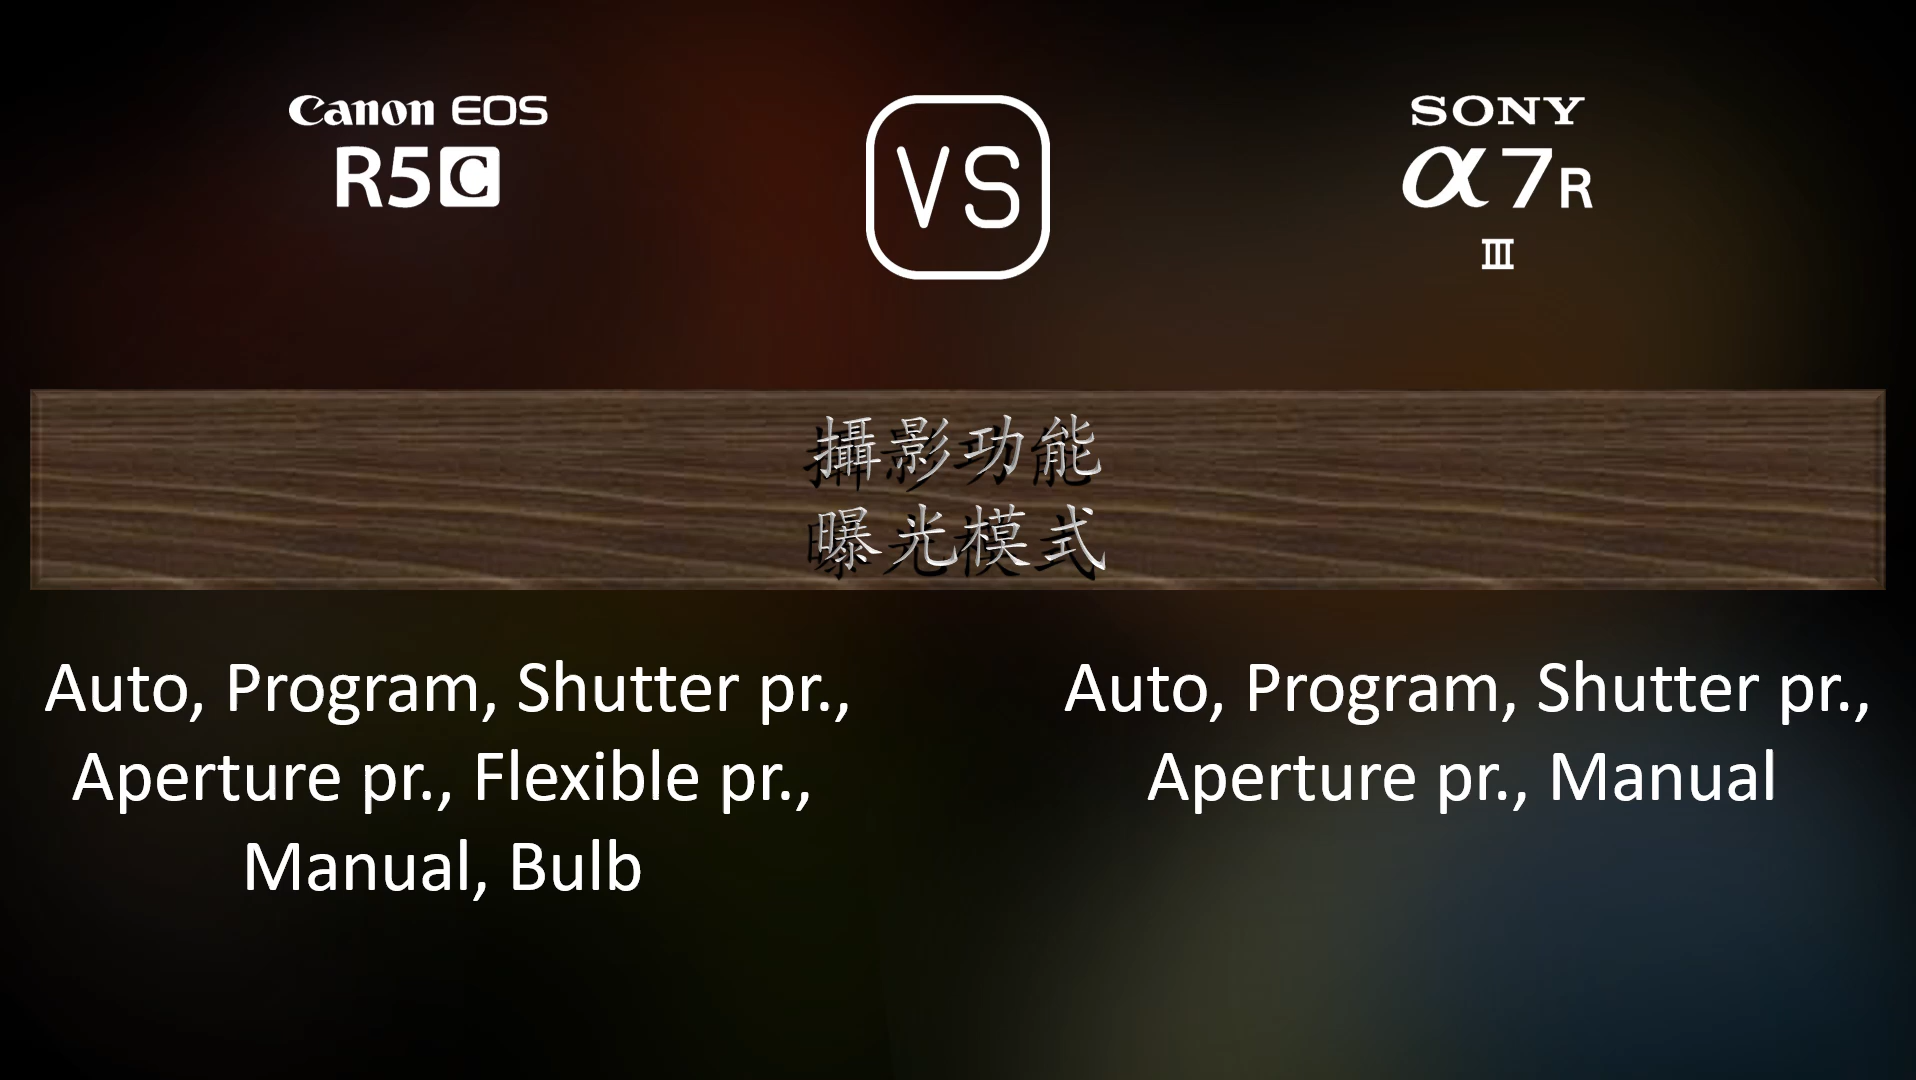 Canon EOS
R5 C
VS
SONY
α7R
III
攝影功能
曝光模式
Auto, Program, Shutter pr.,
Aperture pr., Flexible pr.,
Manual, Bulb
Auto, Program, Shutter pr.,
Aperture pr., Manual